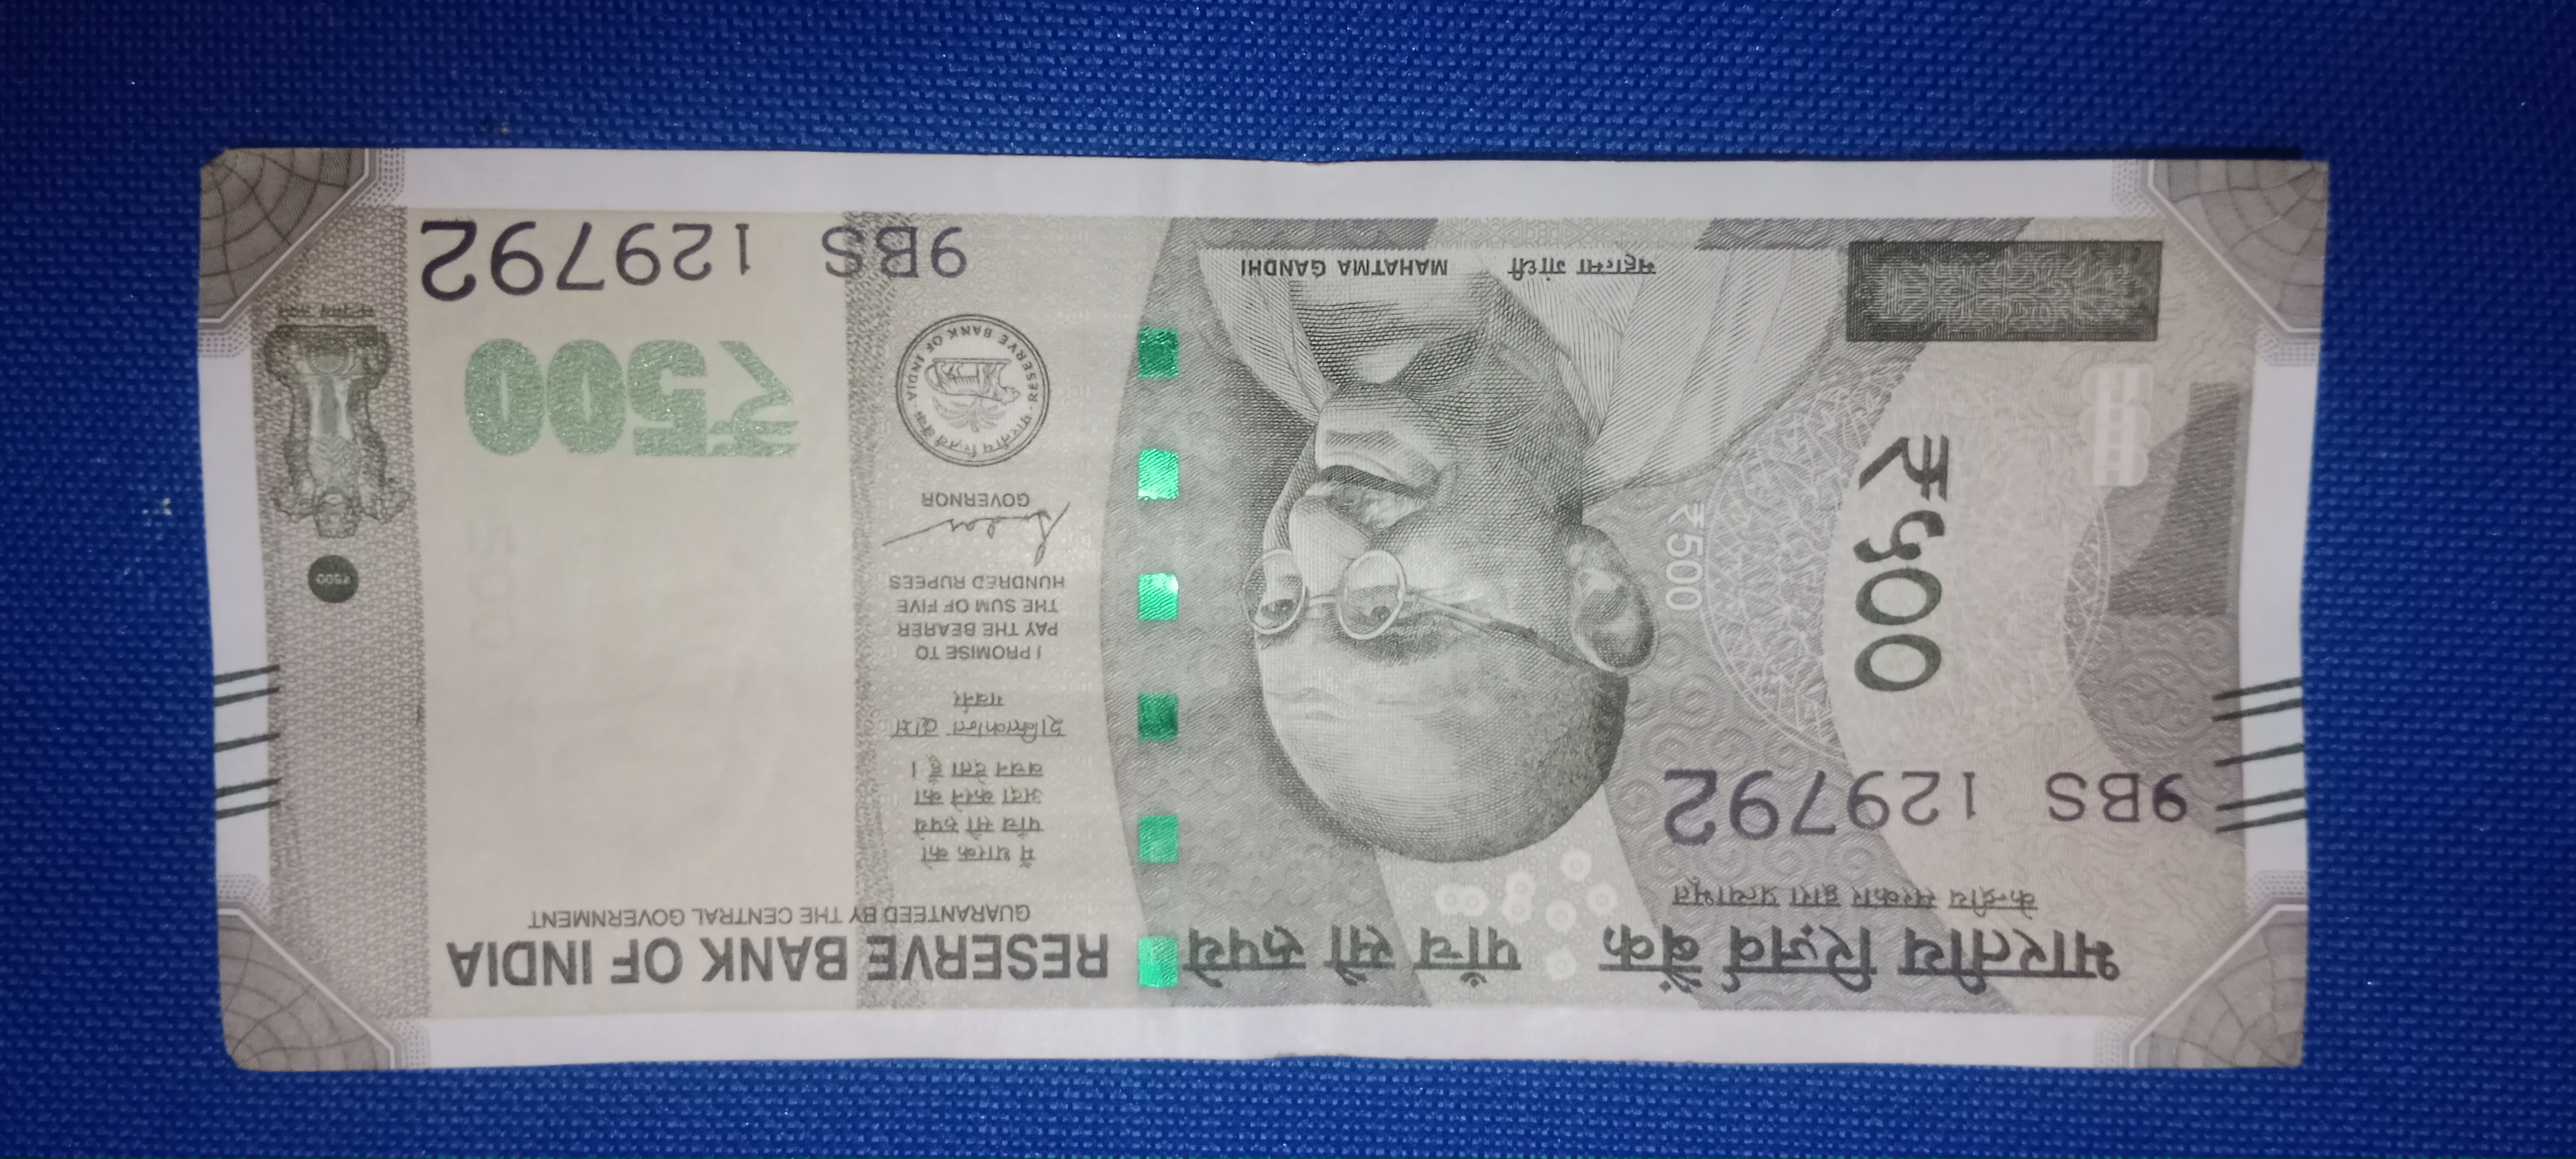 भारतीय रिज़र्व बैंक
केन्द्रीय सरकार द्वारा प्रत्याभूत
9BS 129792
पाँच सौ रुपये
RESERVE BANK OF INDIA
GUARANTEED BY THE CENTRAL GOVERNMENT
₹५००
₹500
महात्मा गांधी MAHATMA GANDHI
मैं धारक को
पाँच सौ रुपये
अदा करने का
वचन देता हूँ ।
शक्तिकान्त दास
गवर्नर
I PROMISE TO
PAY THE BEARER
THE SUM OF FIVE
HUNDRED RUPEES
GOVERNOR
भारतीय रिज़र्व बैंक
RESERVE BANK OF INDIA
₹500
₹500
सत्यमेव जयते
9BS 129792